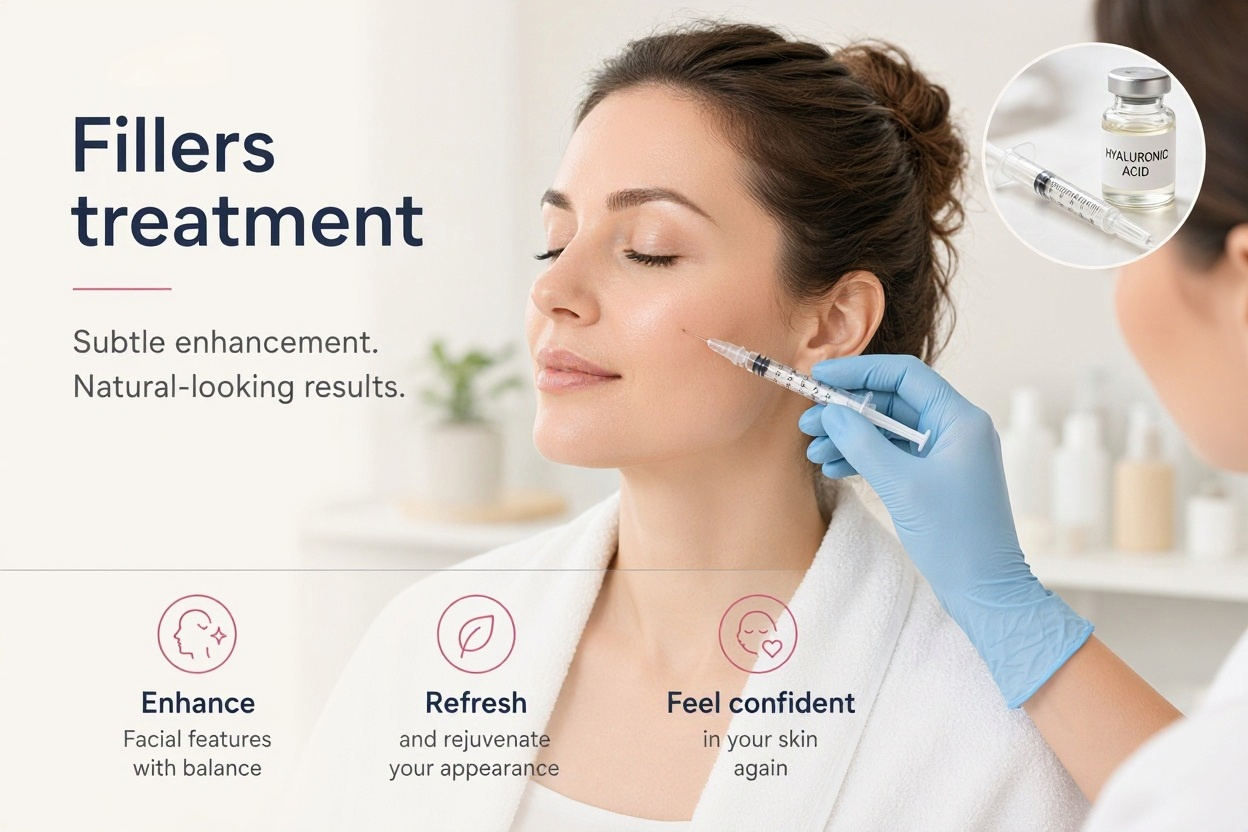 Fillers
treatment
Subtle enhancement.
Natural-looking results.
HYALURONIC
ACID
Enhance
Facial features
with balance
Refresh
and rejuvenate
your appearance
Feel confident
in your skin
again